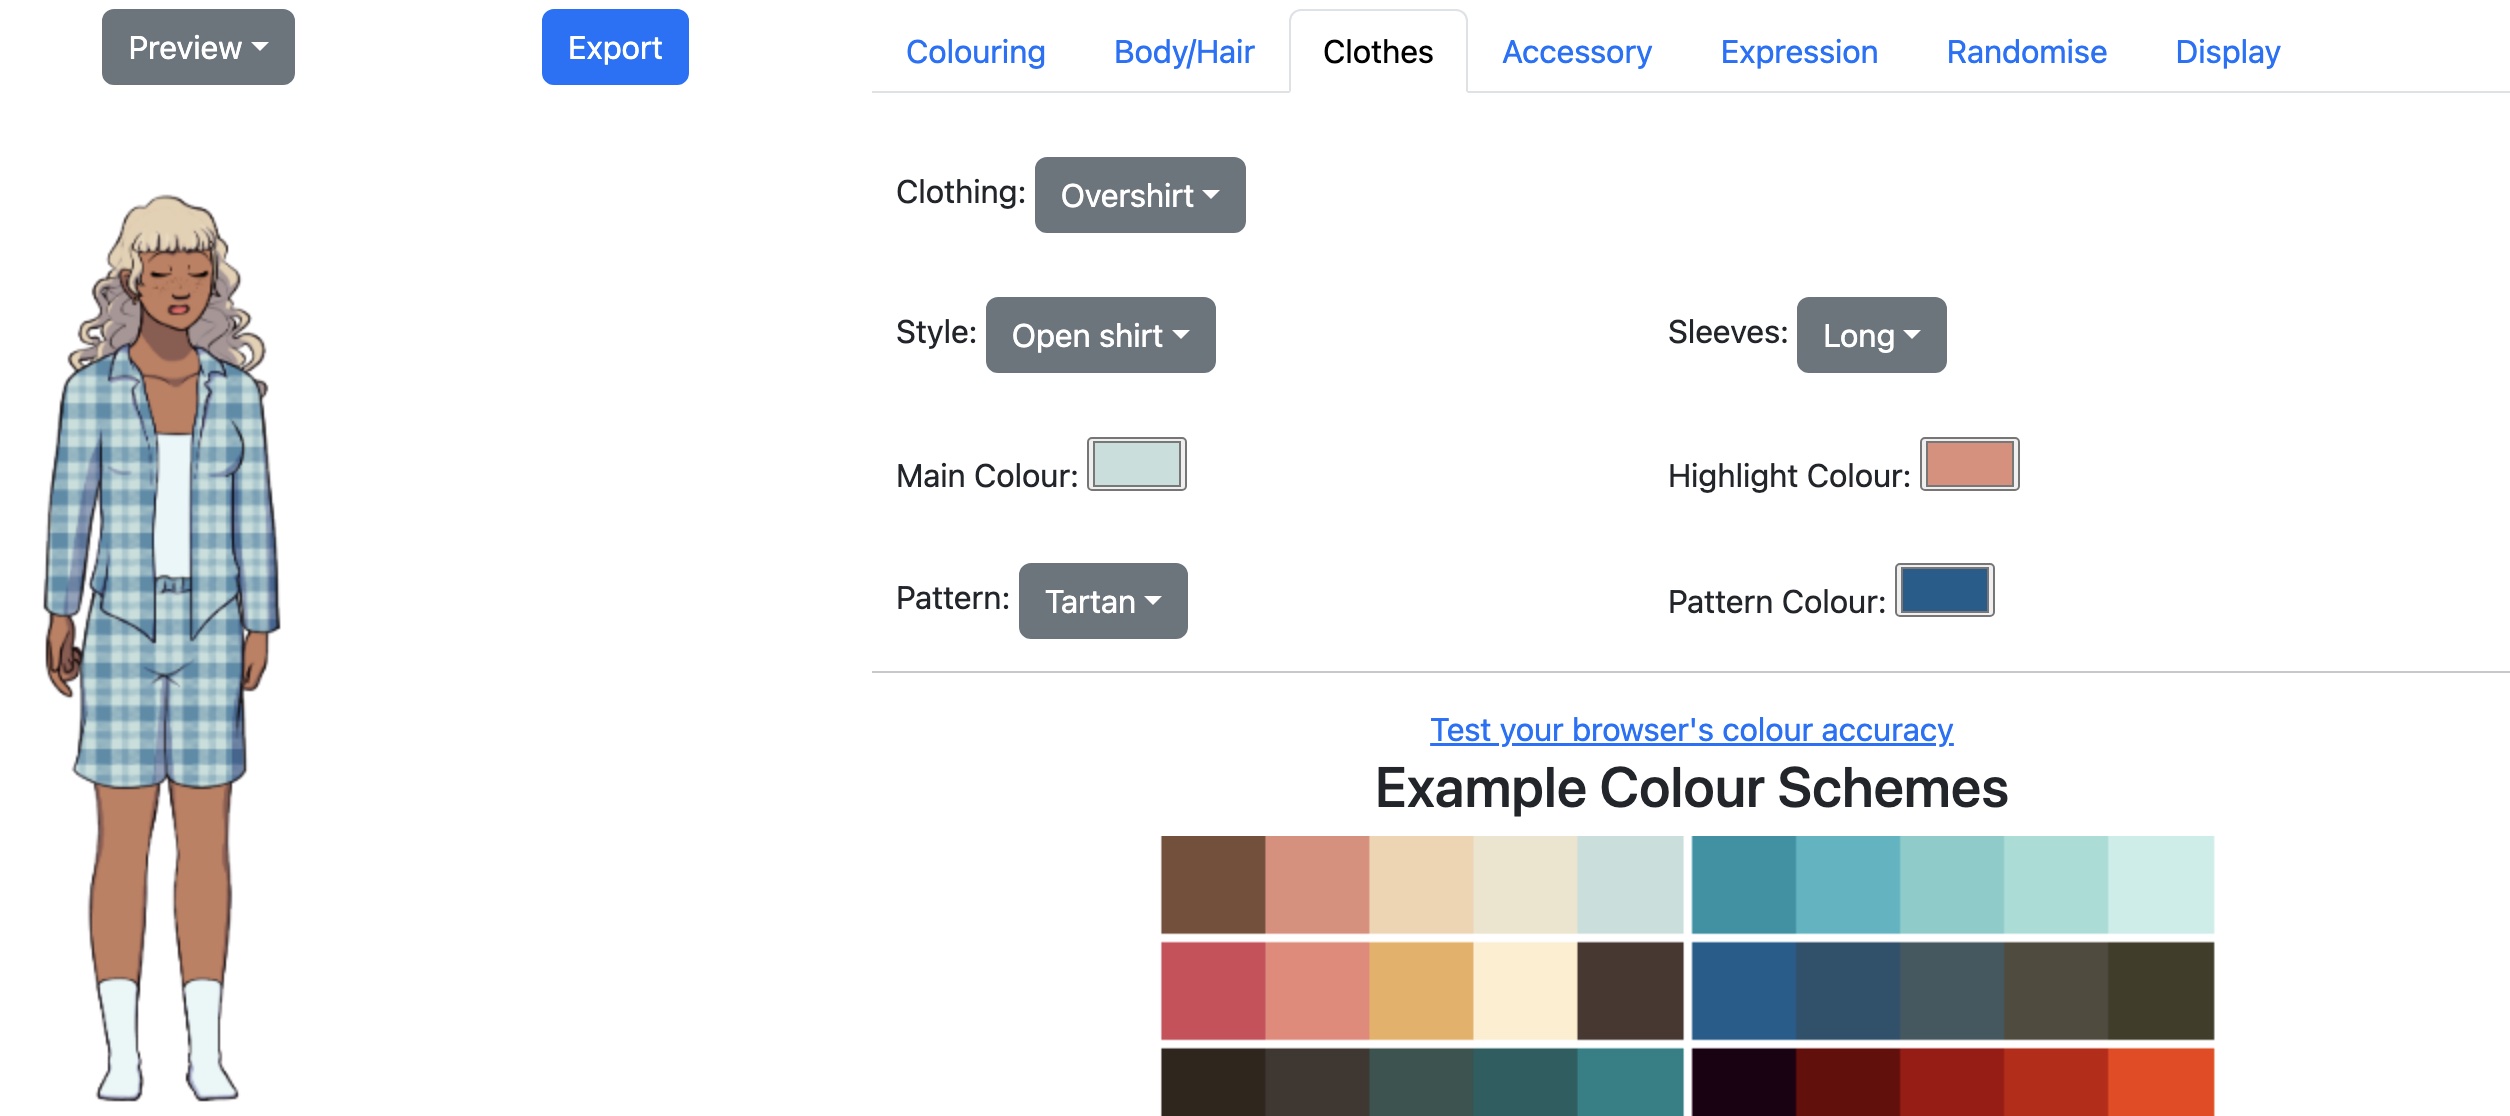 Preview
Export
Colouring
Body/Hair
Clothes
Accessory
Expression
Randomise
Display
Clothing: Overshirt
Style: Open shirt
Sleeves: Long
Main Colour:
Highlight Colour:
Pattern: Tartan
Pattern Colour:
Test your browser's colour accuracy
Example Colour Schemes